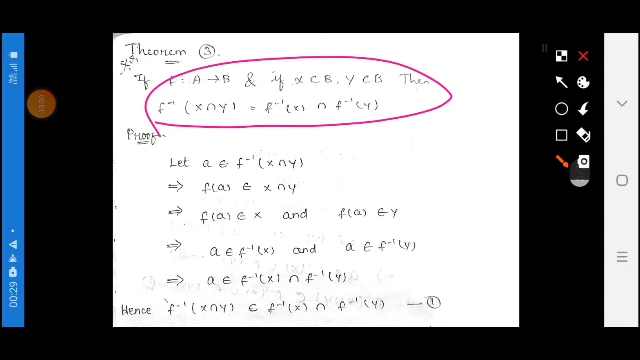 Theorem ③.
If f: A → B & if X ⊂ B, Y ⊂ B Then
f⁻¹ (X∩Y) = f⁻¹(X) ∩ f⁻¹(Y)
Proof:-
Let a ∈ f⁻¹(X∩Y)
⇒ f(a) ∈ X∩Y
⇒ f(a) ∈ X and f(a) ∈ Y
⇒ a ∈ f⁻¹(X) and a ∈ f⁻¹(Y)
⇒ a ∈ f⁻¹(X) ∩ f⁻¹(Y)
Hence f⁻¹(X∩Y) ∈ f⁻¹(X) ∩ f⁻¹(Y) —①
00:29